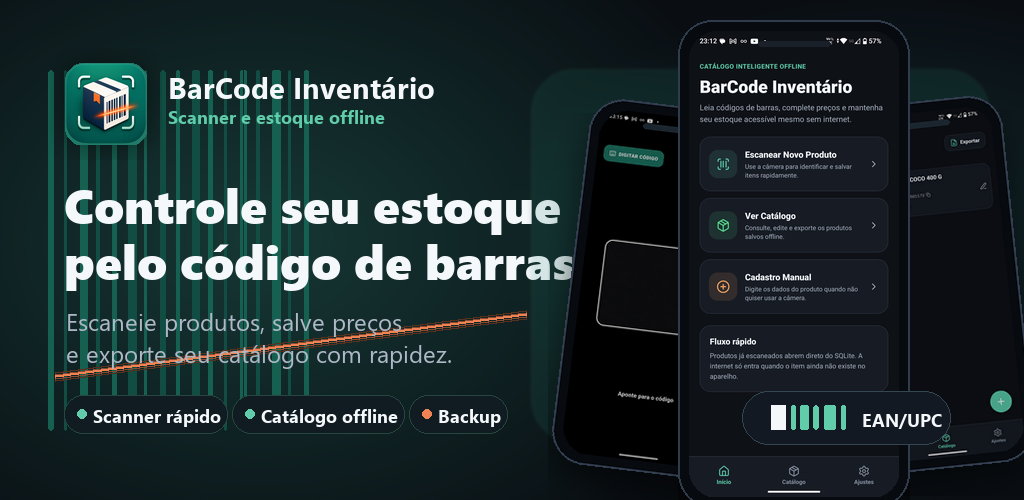 BarCode Inventário
Scanner e estoque offline
Controle seu estoque
pelo código de barras
Escaneie produtos, salve preços
e exporte seu catálogo com rapidez.
Scanner rápido
Catálogo offline
Backup
DIGITAR CÓDIGO
Aponte para o código
23:12
57%
CATÁLOGO INTELIGENTE OFFLINE
BarCode Inventário
Leia códigos de barras, complete preços e mantenha
seu estoque acessível mesmo sem internet.
Escanear Novo Produto
Use a câmera para identificar e salvar
itens rapidamente.
Ver Catálogo
Consulte, edite e exporte os produtos
salvos offline.
Cadastro Manual
Digite os dados do produto quando não
quiser usar a câmera.
Fluxo rápido
Produtos já escaneados abrem direto do SQLite. A
internet só entra quando o item ainda não existe no
aparelho.
Início
Catálogo
Ajustes
57%
Exportar
COCO 400 G
EAN/UPC
Catálogo
Ajustes